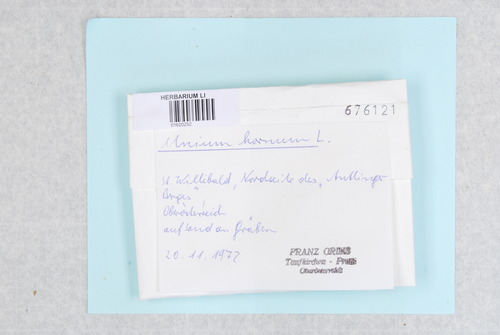 HERBARIUM LI
676121
Mnium hornum L.
St. Willibald, Nordseite des "Antlinger
Berges"
Oberösterreich
auf Sand an Gräben
20.11.1972
FRANZ GRIMS
Taufkirchen - Pram
Oberösterreich